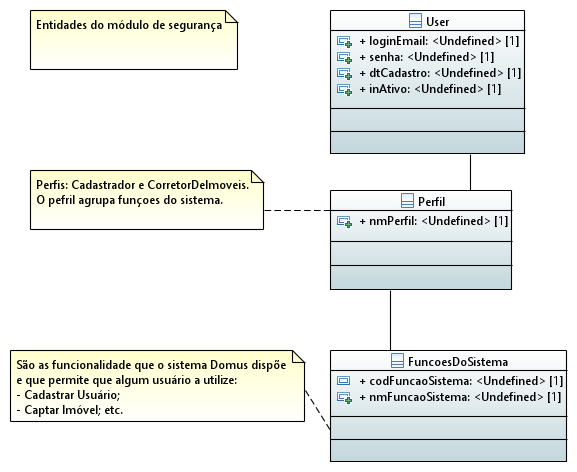 Entidades do módulo de segurança
User
+ loginEmail: <Undefined> [1]
+ senha: <Undefined> [1]
+ dtCadastro: <Undefined> [1]
+ inAtivo: <Undefined> [1]
Perfis: Cadastrador e CorretorDeImoveis.
O pefril agrupa funçoes do sistema.
Perfil
+ nmPerfil: <Undefined> [1]
São as funcionalidade que o sistema Domus dispõe
e que permite que algum usuário a utilize:
- Cadastrar Usuário;
- Captar Imóvel; etc.
FuncoesDoSistema
+ codFuncaoSistema: <Undefined> [1]
+ nmFuncaoSistema: <Undefined> [1]